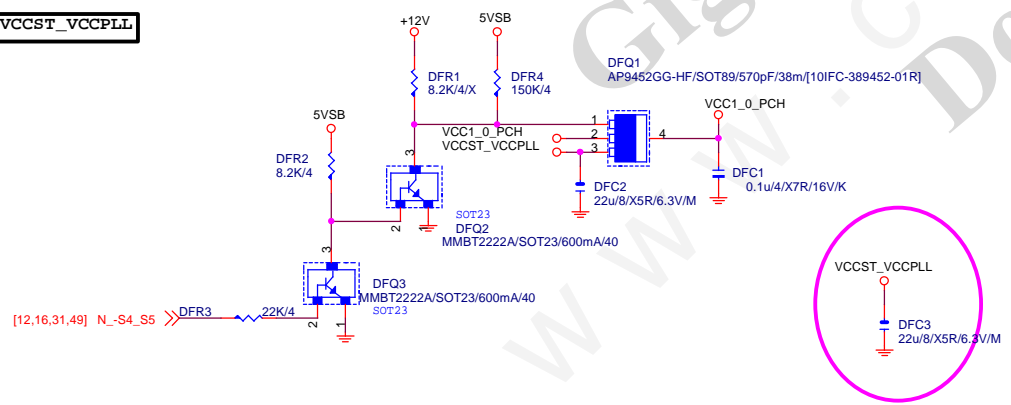 VCCST_VCCPLL
+12V
5VSB
DFR1
8.2K/4/X
DFR4
150K/4
DFQ1
AP9452GG-HF/SOT89/570pF/38m/[10IFC-389452-01R]
VCC1_0_PCH
5VSB
1
VCC1_0_PCH
2
4
VCCST_VCCPLL
3
3
DFR2
8.2K/4
DFC2
22u/8/X5R/6.3V/M
DFC1
0.1u/4/X7R/16V/K
SOT23
2
1
DFQ2
MMBT2222A/SOT23/600mA/40
3
DFQ3
MMBT2222A/SOT23/600mA/40
SOT23
[12,16,31,49] N_-S4_S5
DFR3
22K/4
2
1
VCCST_VCCPLL
DFC3
22u/8/X5R/6.3V/M
Gig
Do
w w w . c